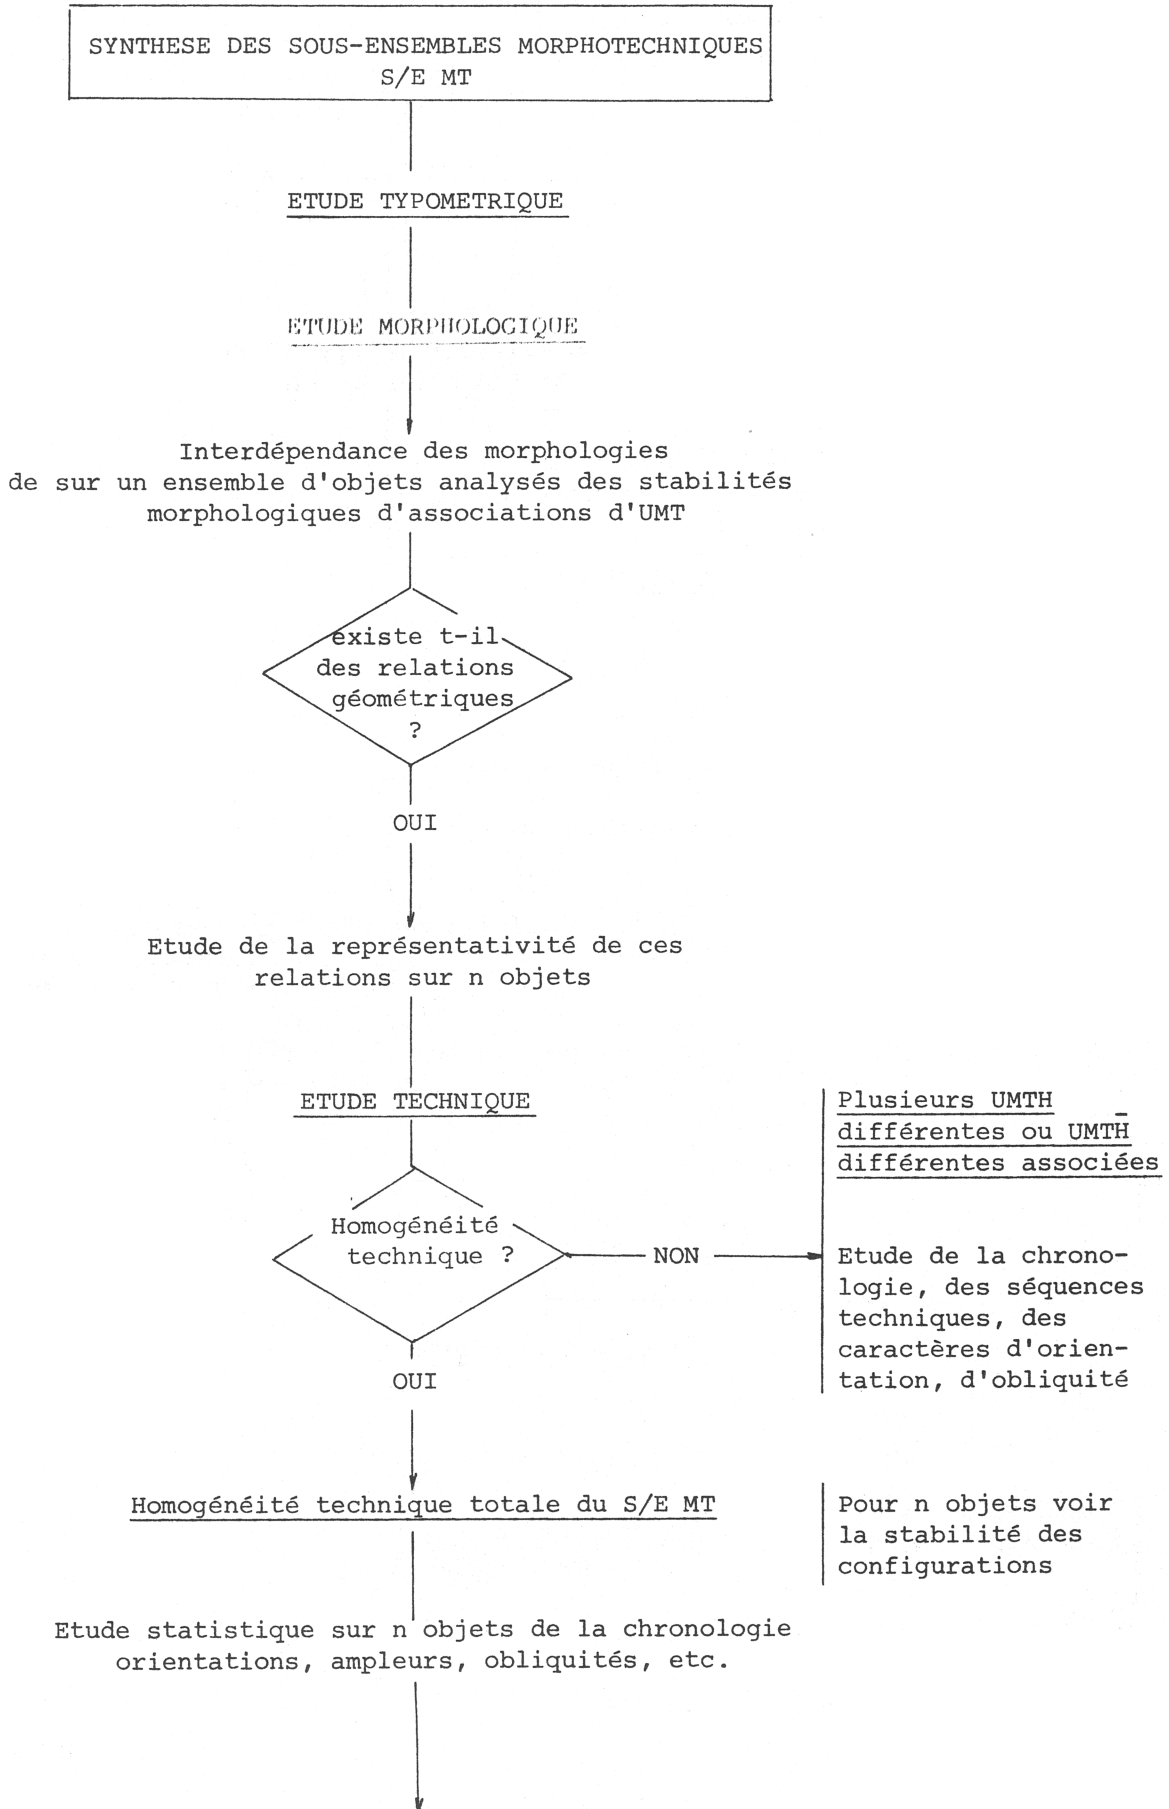 SYNTHESE DES SOUS-ENSEMBLES MORPHOTECHNIQUES
S/E MT
ETUDE TYPOMETRIQUE
ETUDE MORPHOLOGIQUE
Interdépendance des morphologies
de sur un ensemble d'objets analysés des stabilités
morphologiques d'associations d'UMT
existe t-il
des relations
géométriques
?
OUI
Etude de la représentativité de ces
relations sur n objets
ETUDE TECHNIQUE
Homogénéité
technique ?
NON
Plusieurs UMTH
différentes ou UMTH̅
différentes associées
Etude de la chrono-
logie, des séquences
techniques, des
caractères d'orien-
tation, d'obliquité
OUI
Homogénéité technique totale du S/E MT
Pour n objets voir
la stabilité des
configurations
Etude statistique sur n objets de la chronologie
orientations, ampleurs, obliquités, etc.